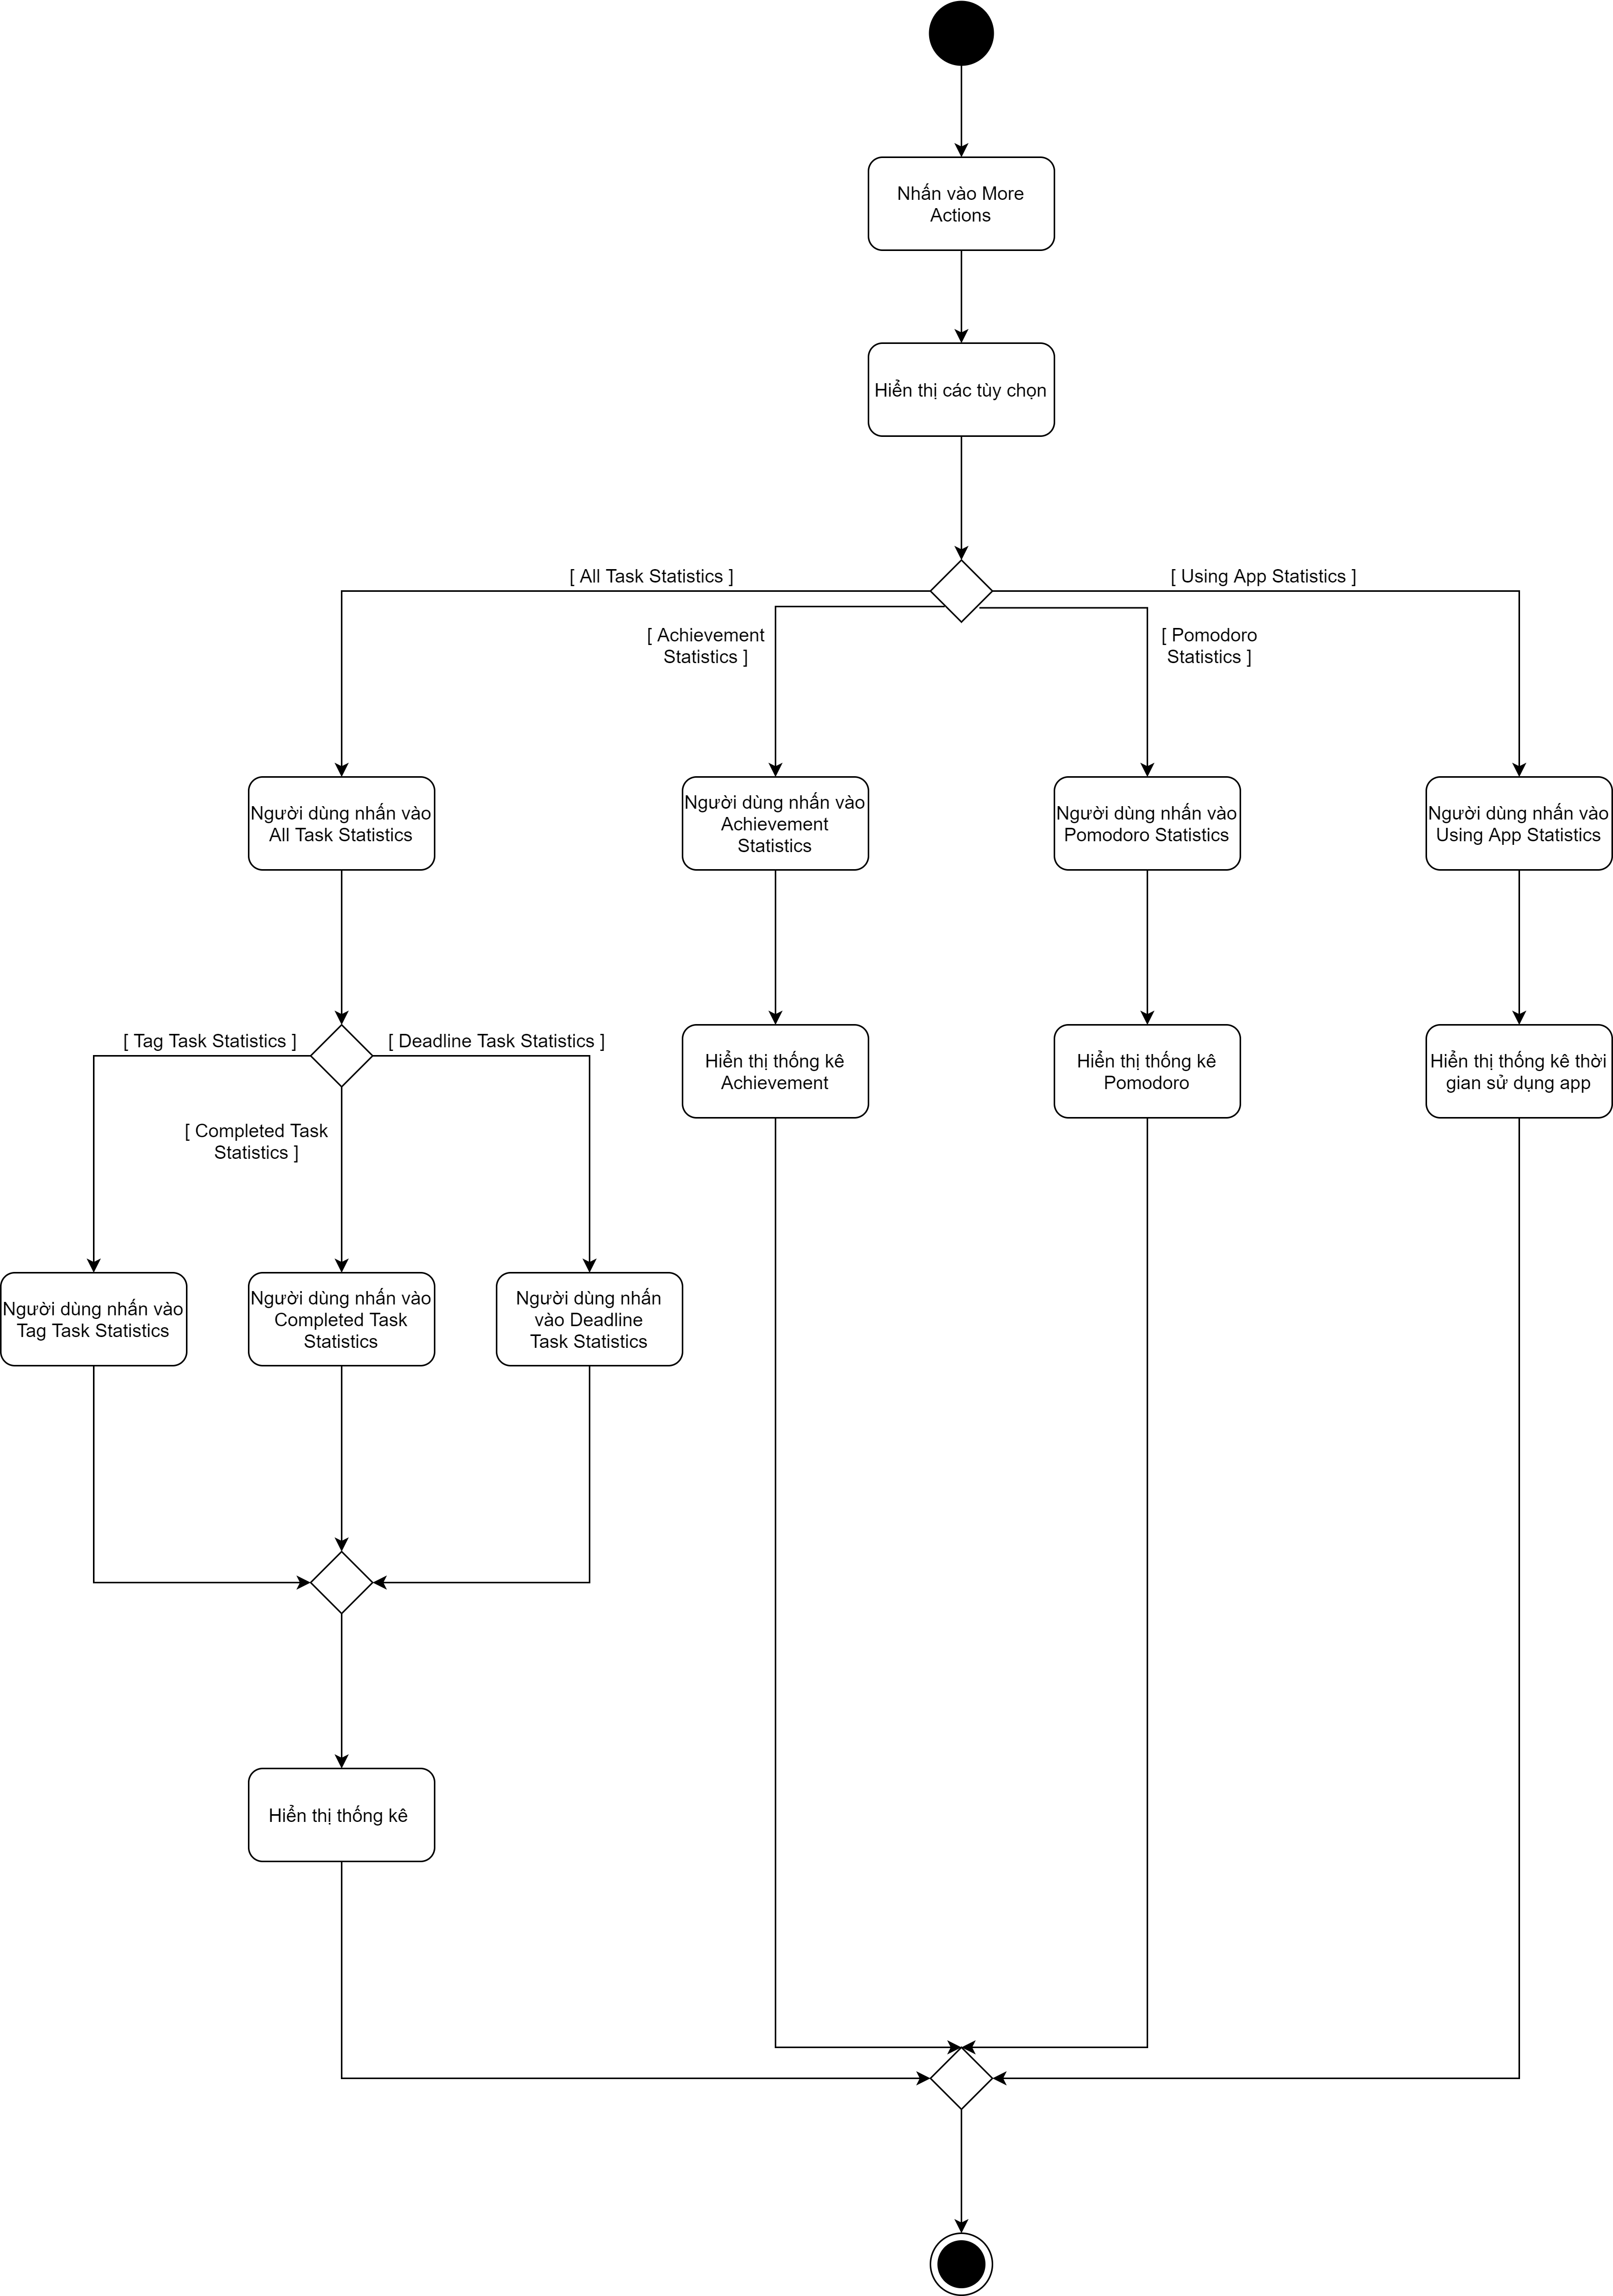 Nhấn vào More
Actions
Hiển thị các tùy chọn
[ All Task Statistics ]
[ Using App Statistics ]
[ Achievement
Statistics ]
[ Pomodoro
Statistics ]
Người dùng nhấn vào
All Task Statistics
Người dùng nhấn vào
Achievement
Statistics
Người dùng nhấn vào
Pomodoro Statistics
Người dùng nhấn vào
Using App Statistics
[ Tag Task Statistics ]
[ Deadline Task Statistics ]
Hiển thị thống kê
Achievement
Hiển thị thống kê
Pomodoro
Hiển thị thống kê thời
gian sử dụng app
[ Completed Task
Statistics ]
Người dùng nhấn vào
Tag Task Statistics
Người dùng nhấn vào
Completed Task
Statistics
Người dùng nhấn
vào Deadline
Task Statistics
Hiển thị thống kê